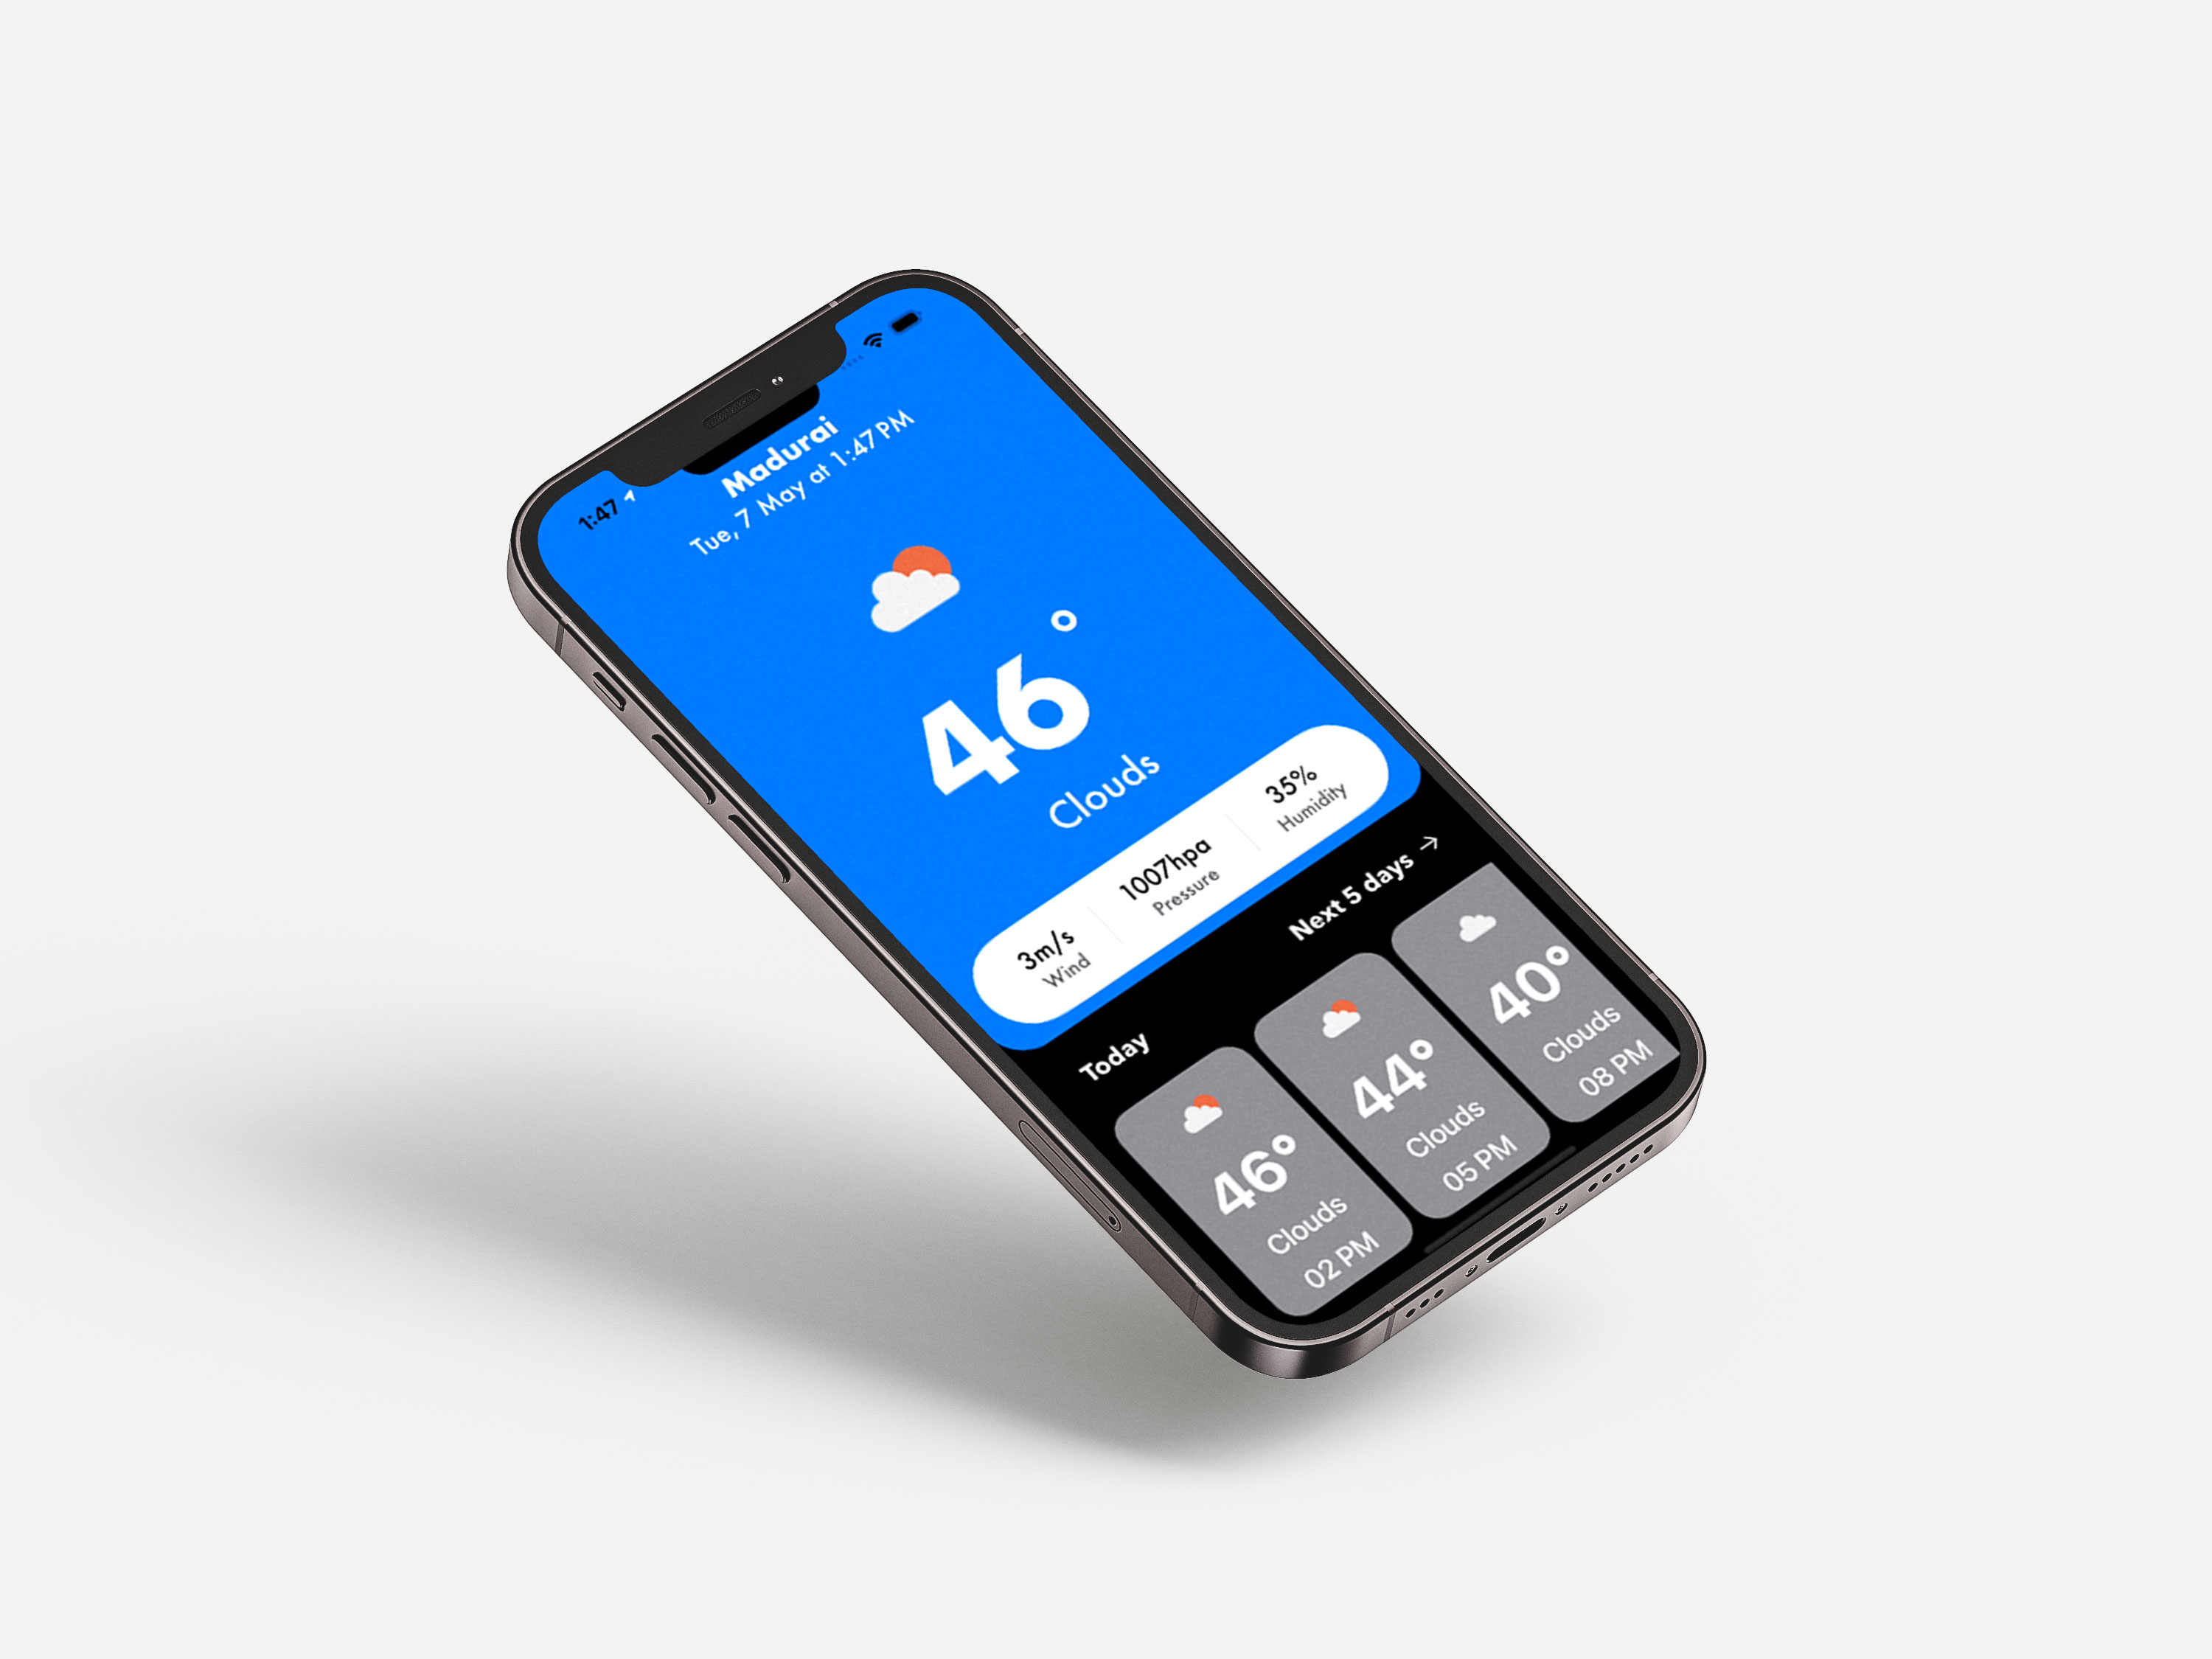 1:47
Madurai
Tue, 7 May at 1:47 PM
46°
Clouds
3m/s
Wind
1007hpa
Pressure
35%
Humidity
Today
Next 5 days →
46°
Clouds
02 PM
44°
Clouds
05 PM
40°
Clouds
08 PM